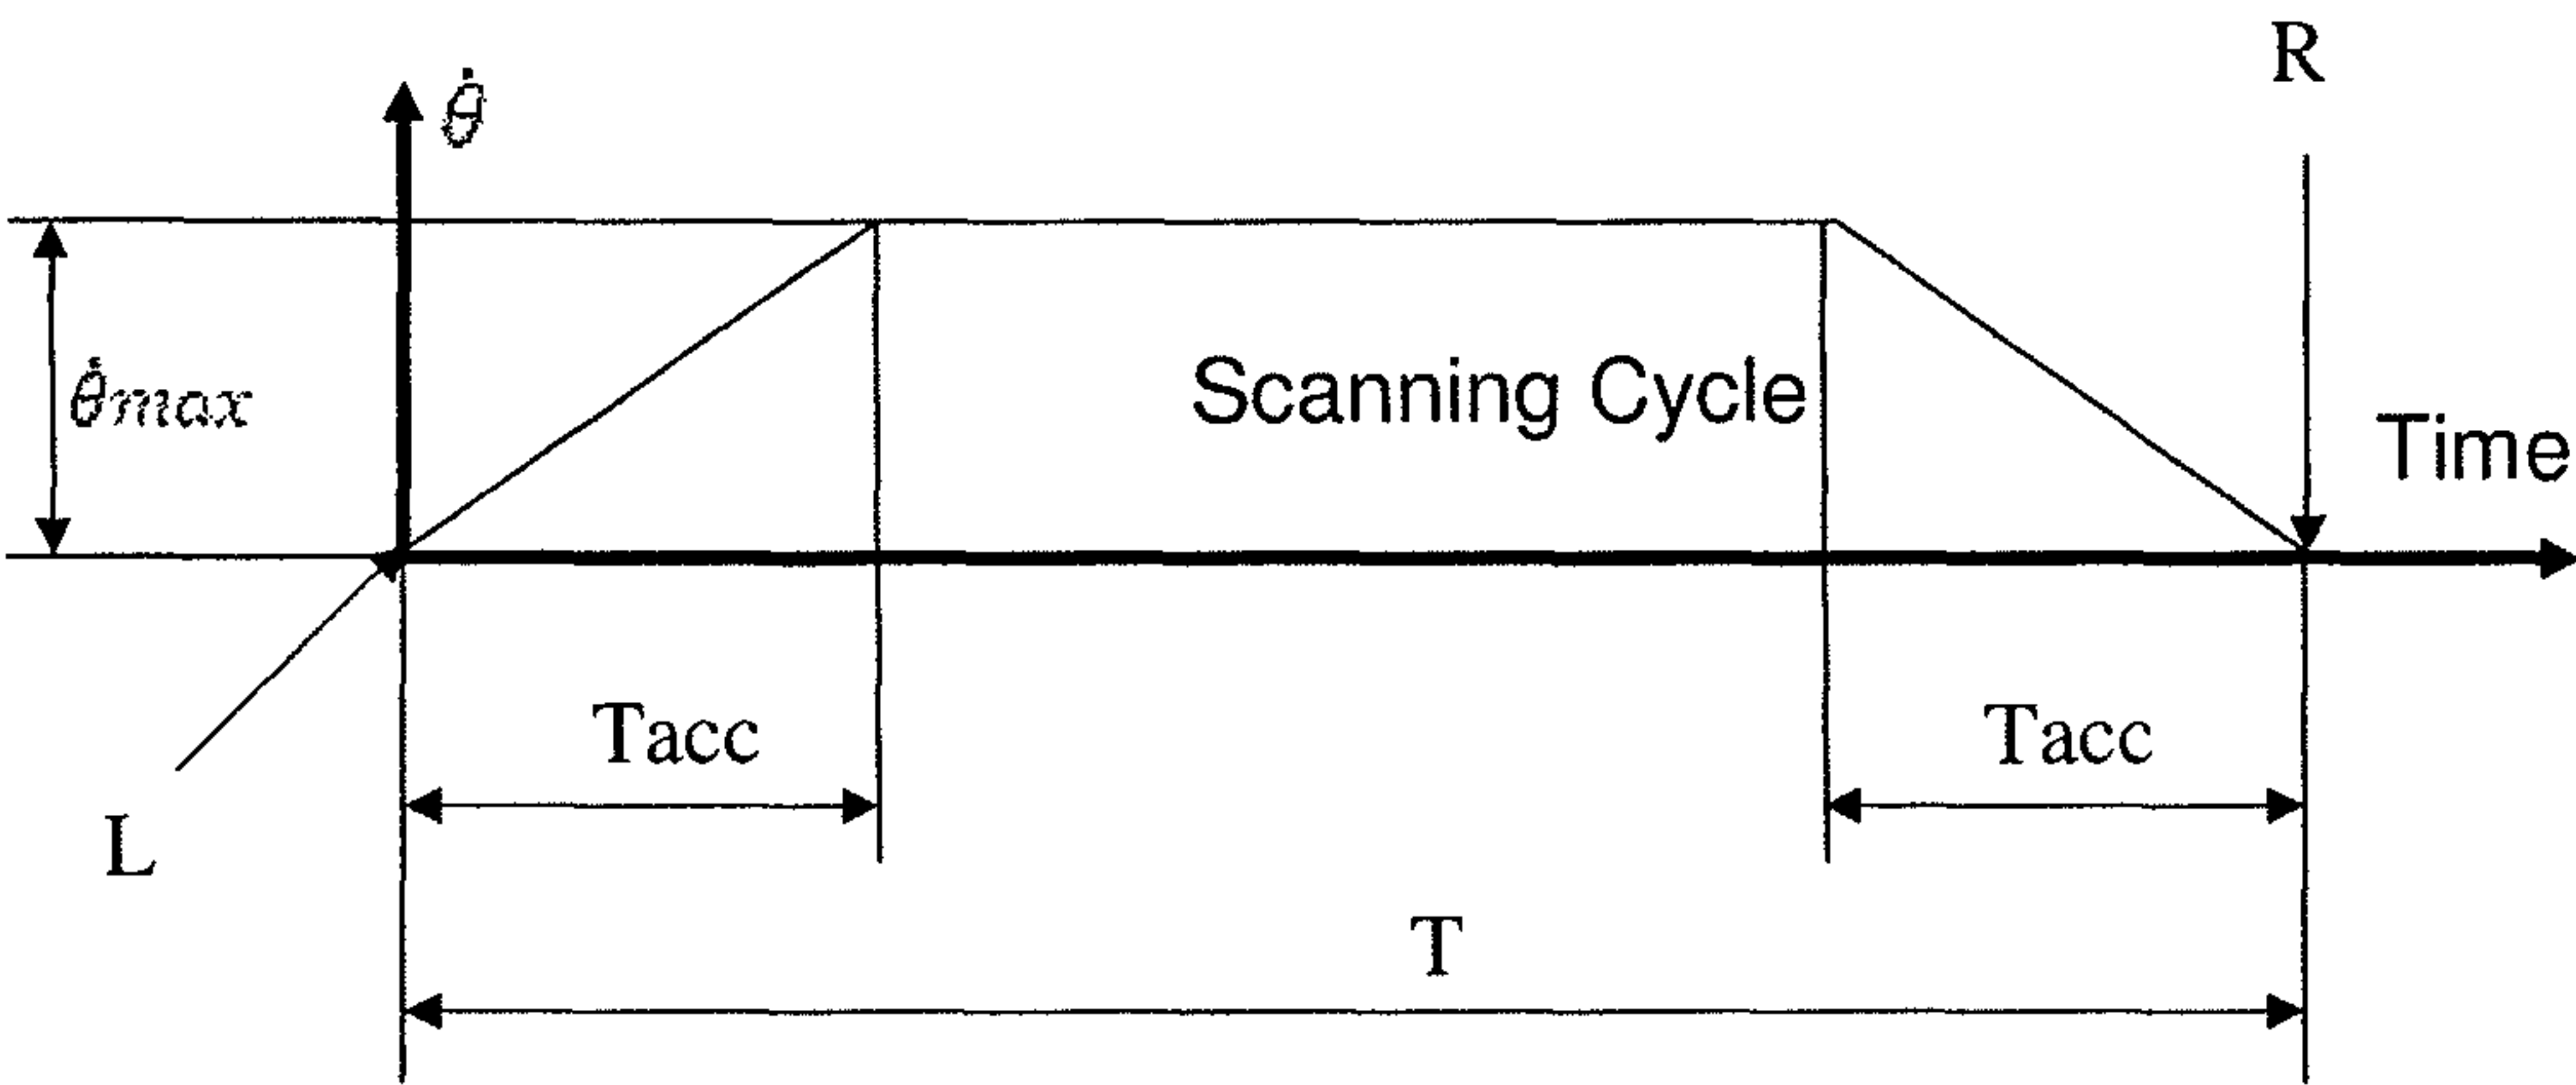 R
θ̇
θ̇max
Scanning Cycle
Time
Tacc
Tacc
L
T